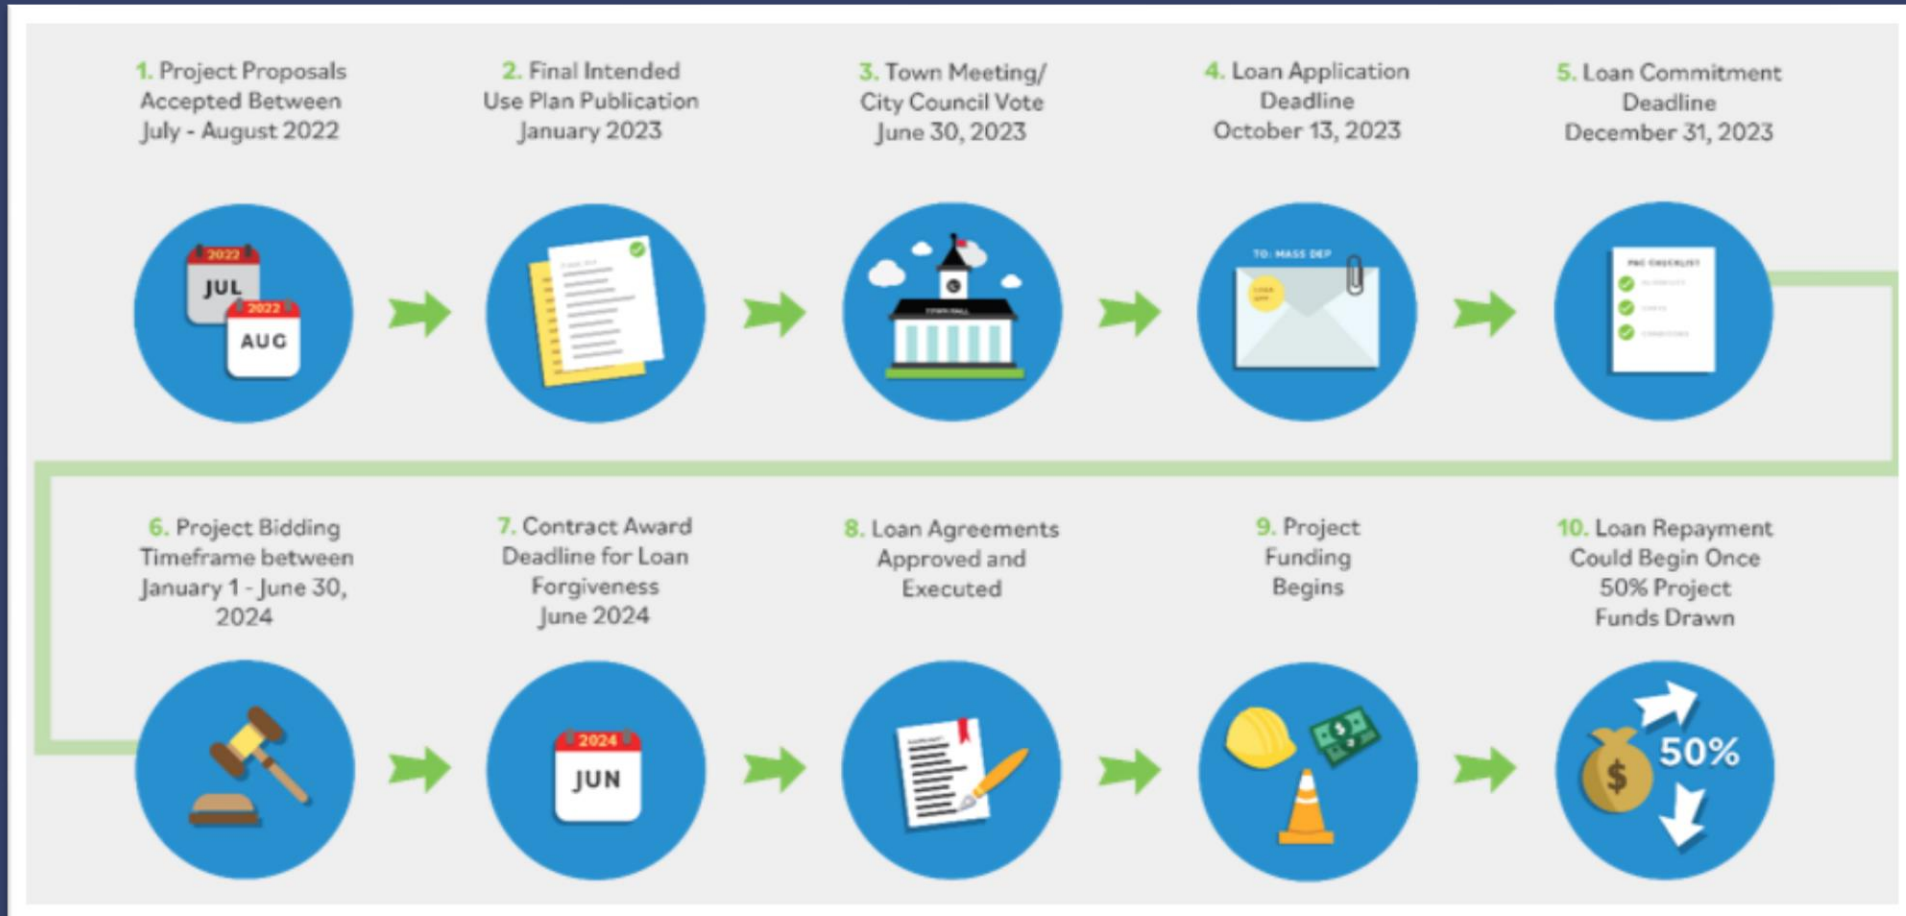 1. Project Proposals
Accepted Between
July - August 2022
2. Final Intended
Use Plan Publication
January 2023
3. Town Meeting/
City Council Vote
June 30, 2023
4. Loan Application
Deadline
October 13, 2023
5. Loan Commitment
Deadline
December 31, 2023
2022
JUL
2022
AUG
TOWN HALL
TO: MASS DEP
PAC CHECKLIST
6. Project Bidding
Timeframe between
January 1 - June 30,
2024
7. Contract Award
Deadline for Loan
Forgiveness
June 2024
8. Loan Agreements
Approved and
Executed
9. Project
Funding
Begins
10. Loan Repayment
Could Begin Once
50% Project
Funds Drawn
2024
JUN
$
$
50%